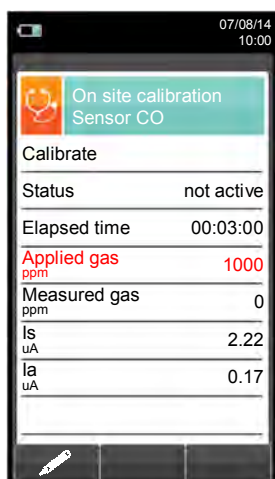 07/08/14
10:00
On site calibration
Sensor CO
Calibrate
Status not active
Elapsed time 00:03:00
Applied gas 1000
ppm
Measured gas 0
ppm
Is 2.22
uA
Ia 0.17
uA